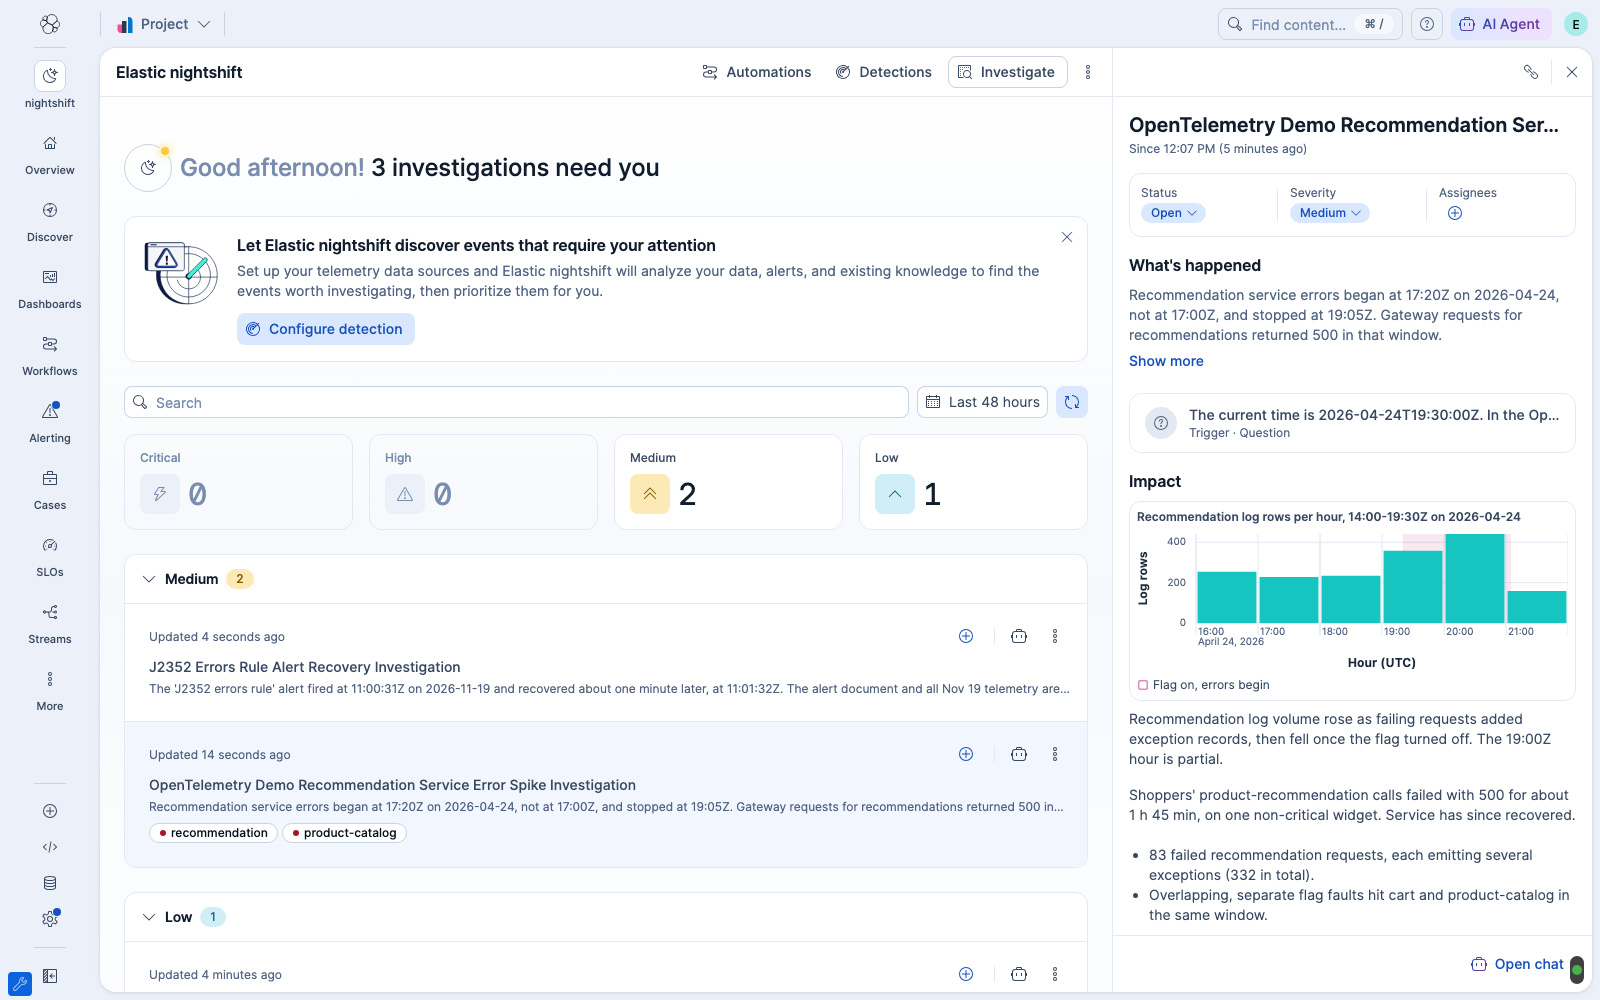 Project
Find content...
⌘ /
AI Agent
E
nightshift
Overview
Discover
Dashboards
Workflows
Alerting
Cases
SLOs
Streams
More
Elastic nightshift
Automations
Detections
Investigate
Good afternoon! 3 investigations need you
Let Elastic nightshift discover events that require your attention
Set up your telemetry data sources and Elastic nightshift will analyze your data, alerts, and existing knowledge to find the
events worth investigating, then prioritize them for you.
Configure detection
Search
Last 48 hours
Critical
0
High
0
Medium
2
Low
1
Medium
2
Updated 4 seconds ago
J2352 Errors Rule Alert Recovery Investigation
The 'J2352 errors rule' alert fired at 11:00:31Z on 2026-11-19 and recovered about one minute later, at 11:01:32Z. The alert document and all Nov 19 telemetry are...
Updated 14 seconds ago
OpenTelemetry Demo Recommendation Service Error Spike Investigation
Recommendation service errors began at 17:20Z on 2026-04-24, not at 17:00Z, and stopped at 19:05Z. Gateway requests for recommendations returned 500 in...
recommendation
product-catalog
Low
1
Updated 4 minutes ago
OpenTelemetry Demo Recommendation Ser...
Since 12:07 PM (5 minutes ago)
Status
Open
Severity
Medium
Assignees
What's happened
Recommendation service errors began at 17:20Z on 2026-04-24,
not at 17:00Z, and stopped at 19:05Z. Gateway requests for
recommendations returned 500 in that window.
Show more
The current time is 2026-04-24T19:30:00Z. In the Op...
Trigger · Question
Impact
Recommendation log rows per hour, 14:00-19:30Z on 2026-04-24
Log rows
400
200
0
16:00
17:00
18:00
19:00
20:00
21:00
April 24, 2026
Hour (UTC)
Flag on, errors begin
Recommendation log volume rose as failing requests added
exception records, then fell once the flag turned off. The 19:00Z
hour is partial.
Shoppers' product-recommendation calls failed with 500 for about
1 h 45 min, on one non-critical widget. Service has since recovered.
83 failed recommendation requests, each emitting several
exceptions (332 in total).
Overlapping, separate flag faults hit cart and product-catalog in
the same window.
Open chat